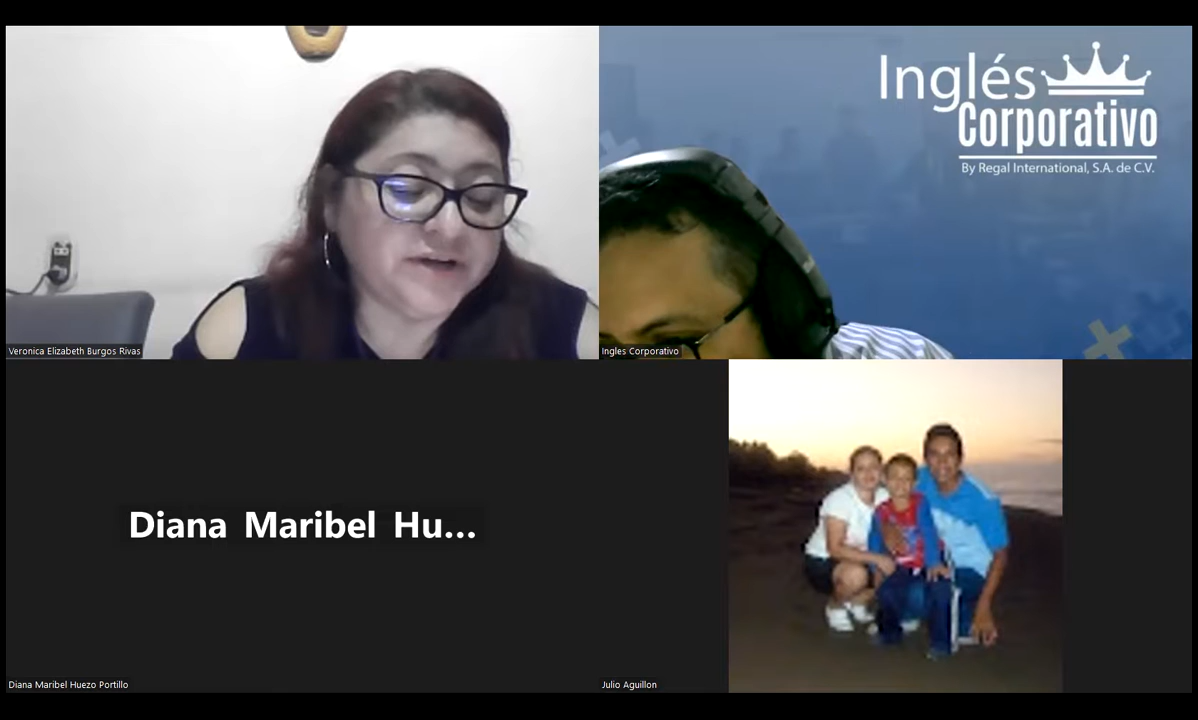 Inglés
Corporativo
By Regal International, S.A. de C.V.
Veronica Elizabeth Burgos Rivas
Ingles Corporativo
Diana Maribel Hu...
Diana Maribel Huezo Portillo
Julio Aguillon